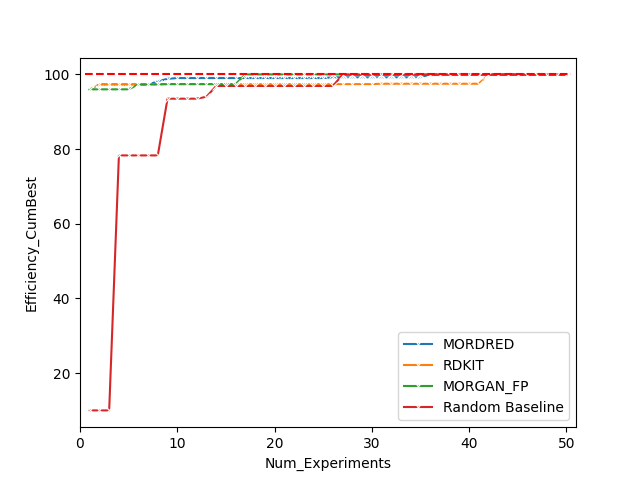 100
80
60
40
20
Efficiency_CumBest
0
10
20
30
40
50
Num_Experiments
MORDRED
RDKIT
MORGAN_FP
Random Baseline